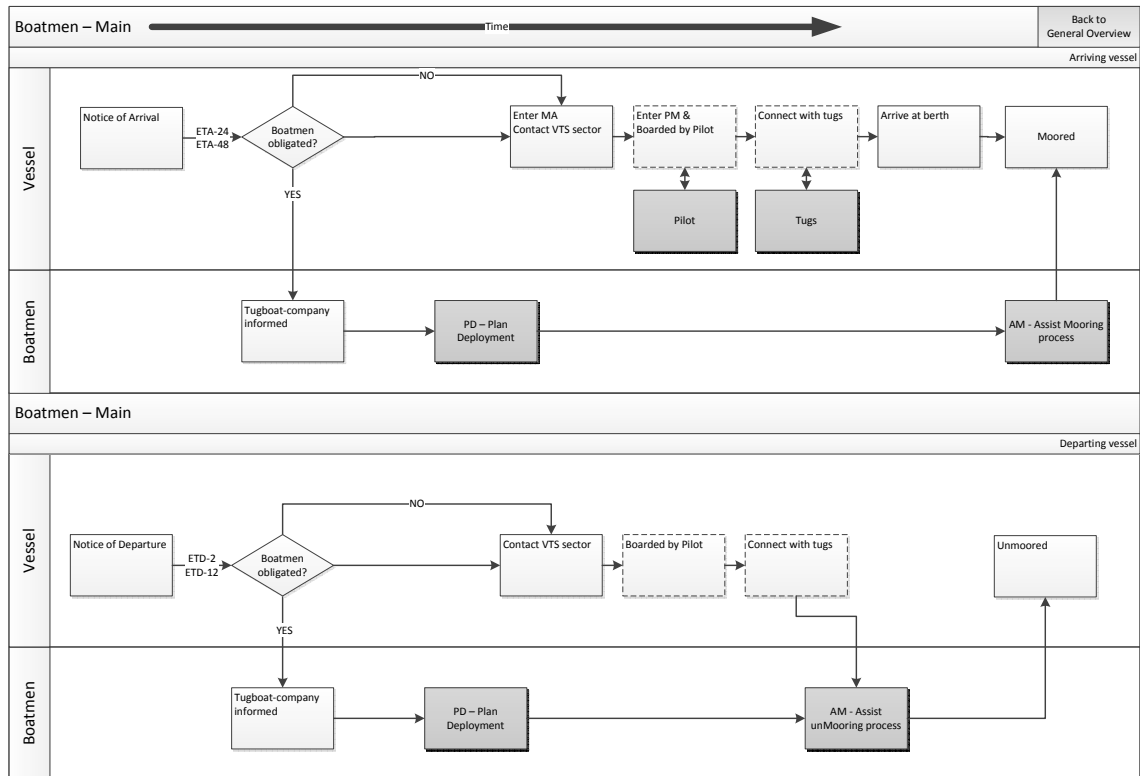 Boatmen – Main
Time
Back to
General Overview
Arriving vessel
Vessel
NO
Notice of Arrival
ETA-24
ETA-48
Boatmen
obligated?
Enter MA
Contact VTS sector
Enter PM &
Boarded by Pilot
Connect with tugs
Arrive at berth
Moored
YES
Pilot
Tugs
Boatmen
Tugboat-company
informed
PD – Plan
Deployment
AM - Assist Mooring
process
Boatmen – Main
Departing vessel
Vessel
NO
Notice of Departure
ETD-2
ETD-12
Boatmen
obligated?
Contact VTS sector
Boarded by Pilot
Connect with tugs
Unmoored
YES
Boatmen
Tugboat-company
informed
PD – Plan
Deployment
AM - Assist
unMooring process